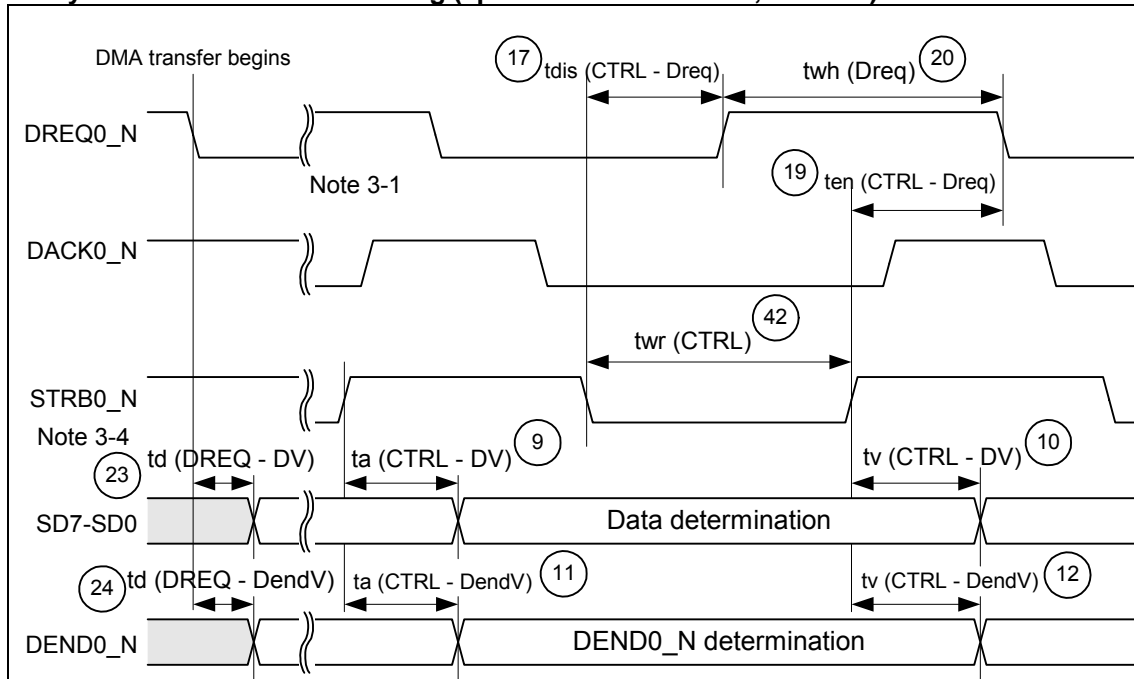 DMA transfer begins
17 tdis (CTRL - Dreq)
twh (Dreq) 20
DREQ0_N
Note 3-1
19 ten (CTRL - Dreq)
DACK0_N
42
twr (CTRL)
STRB0_N
Note 3-4
23 td (DREQ - DV)
ta (CTRL - DV) 9
tv (CTRL - DV) 10
SD7-SD0
Data determination
24 td (DREQ - DendV)
ta (CTRL - DendV) 11
tv (CTRL - DendV) 12
DEND0_N
DEND0_N determination